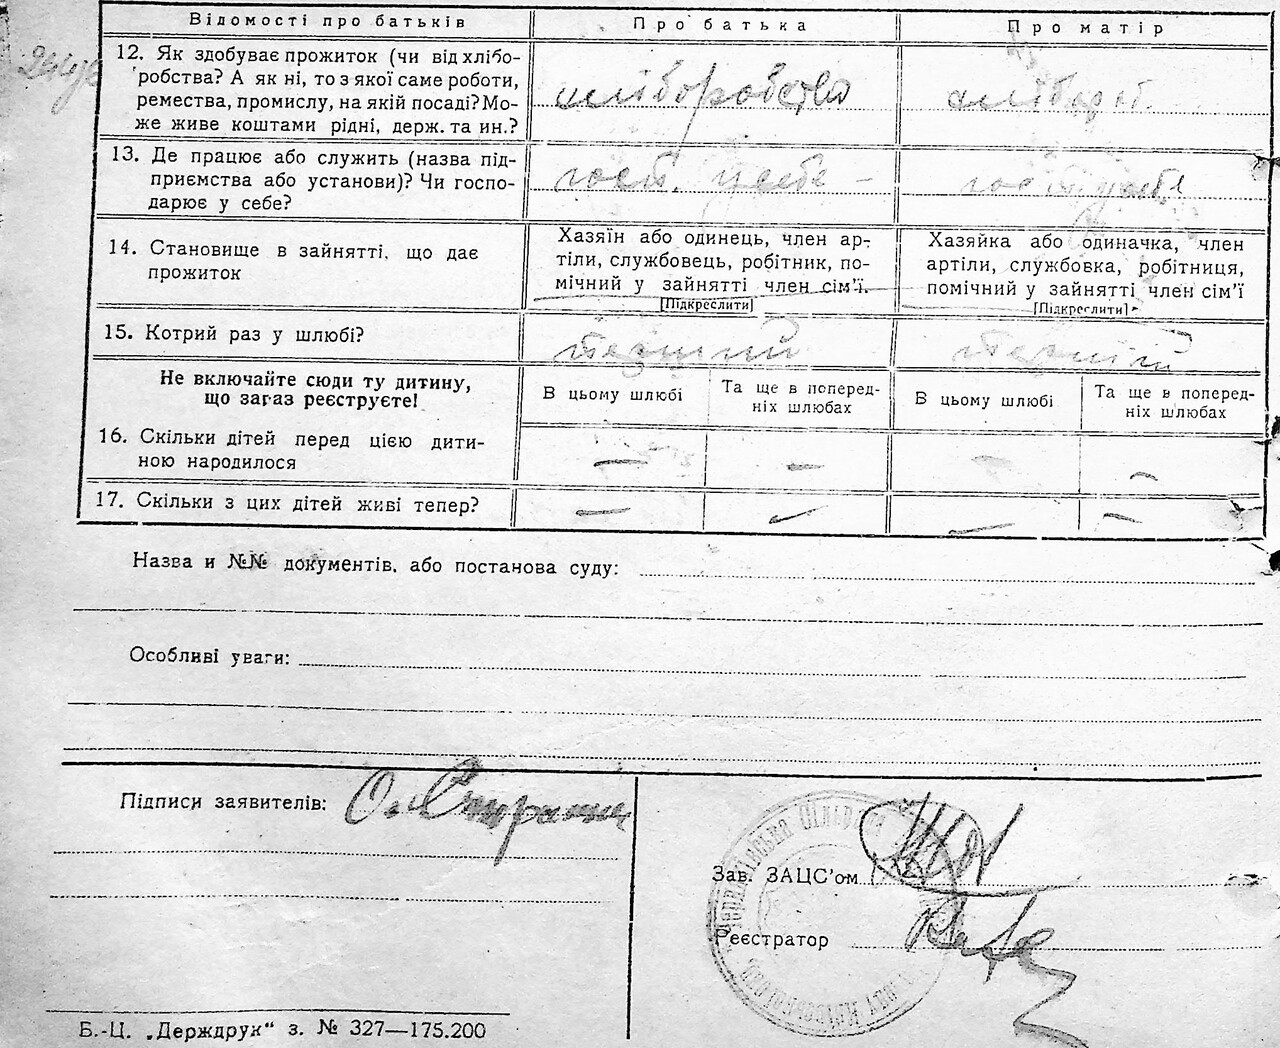 Відомості про батьків
Про батька
Про матір
12. Як здобуває прожиток (чи від хлібо-
робства? А як ні, то з якої саме роботи,
ремества, промислу, на якій посаді? Мо-
же живе коштами рідні, держ. та ин.?
хліборобство
хлібороб.
13. Де працює або служить (назва під-
приємства або установи)? Чи госпо-
дарює у себе?
госп. у себе -
госп у себе
14. Становище в зайнятті, що дає
прожиток
Хазяїн або одинець, член ар-
тіли, службовець, робітник, по-
мічний у зайнятті член сім'ї.
[Підкреслити]
Хазяйка або одиначка, член
артіли, службовка, робітниця,
помічний у зайнятті член сім'ї
[Підкреслити]
15. Котрий раз у шлюбі?
перший
Не включайте сюди ту дитину,
що зараз реєструєте!
В цьому шлюбі
Та ще в поперед-
ніх шлюбах
В цьому шлюбі
Та ще в поперед-
ніх шлюбах
16. Скільки дітей перед цією дити-
ною народилося
— — — —
17. Скільки з цих дітей живі тепер?
— — — —
Назва и №№ документів, або постанова суду:
Особливі уваги:
Підписи заявителів:
Зав. ЗАЦС'ом
Реєстратор
Б.-Ц. „Держдрук“ з. № 327—175.200